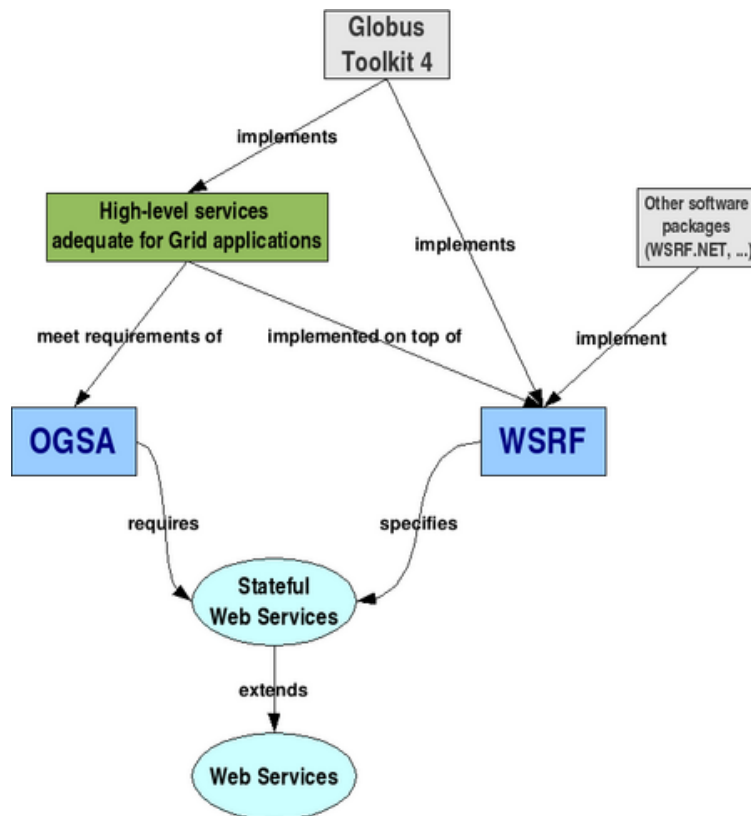 Globus
Toolkit 4
implements
High-level services
adequate for Grid applications
implements
Other software
packages
(WSRF.NET, ...)
meet requirements of
implemented on top of
implement
OGSA
WSRF
requires
specifies
Stateful
Web Services
extends
Web Services